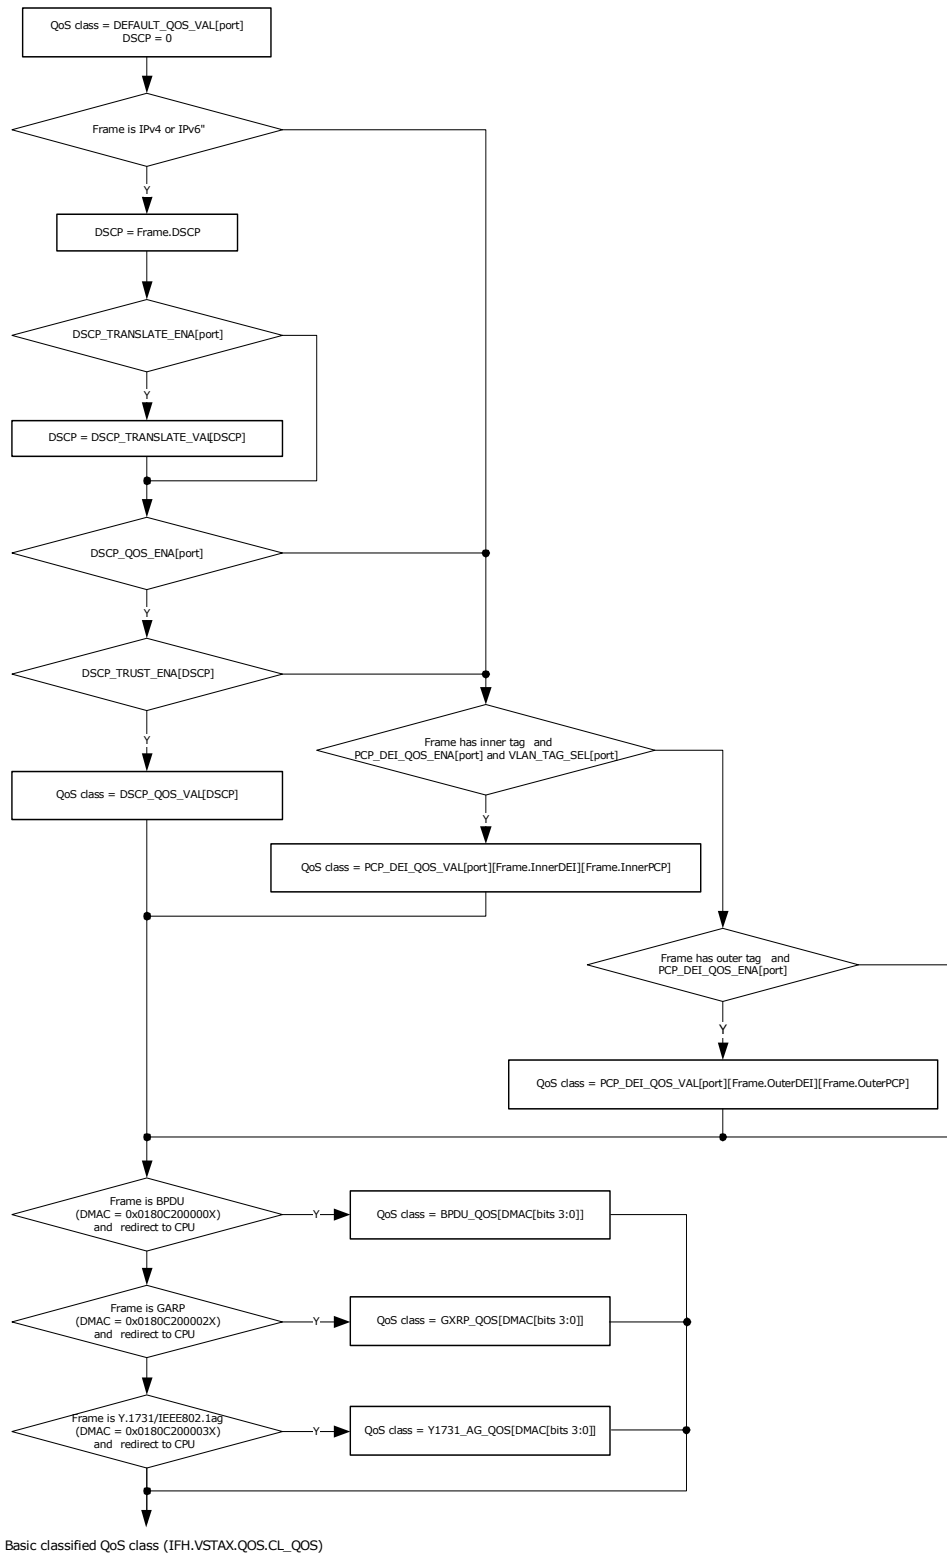 QoS class = DEFAULT_QOS_VAL[port]
DSCP = 0
Frame is IPv4 or IPv6"
Y
DSCP = Frame.DSCP
DSCP_TRANSLATE_ENA[port]
Y
DSCP = DSCP_TRANSLATE_VAL[DSCP]
DSCP_QOS_ENA[port]
Y
DSCP_TRUST_ENA[DSCP]
Y
Frame has inner tag and
PCP_DEI_QOS_ENA[port] and VLAN_TAG_SEL[port]
QoS class = DSCP_QOS_VAL[DSCP]
Y
QoS class = PCP_DEI_QOS_VAL[port][Frame.InnerDEI][Frame.InnerPCP]
Frame has outer tag and
PCP_DEI_QOS_ENA[port]
Y
QoS class = PCP_DEI_QOS_VAL[port][Frame.OuterDEI][Frame.OuterPCP]
Frame is BPDU
(DMAC = 0x0180C200000X)
and redirect to CPU
Y
QoS class = BPDU_QOS[DMAC[bits 3:0]]
Frame is GARP
(DMAC = 0x0180C200002X)
and redirect to CPU
Y
QoS class = GXRP_QOS[DMAC[bits 3:0]]
Frame is Y.1731/IEEE802.1ag
(DMAC = 0x0180C200003X)
and redirect to CPU
Y
QoS class = Y1731_AG_QOS[DMAC[bits 3:0]]
Basic classified QoS class (IFH.VSTAX.QOS.CL_QOS)